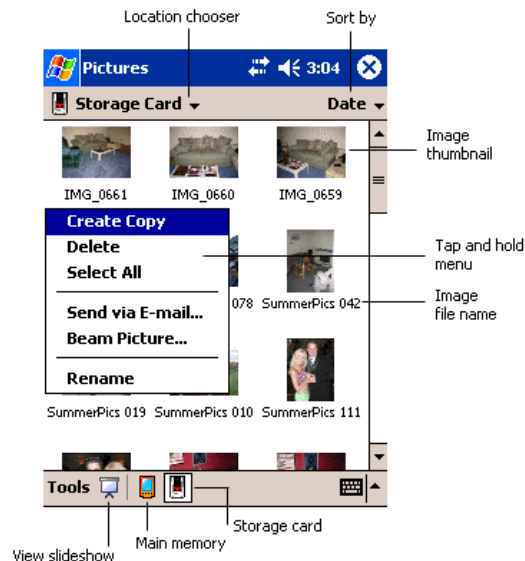 Location chooser
Sort by
Pictures
3:04
Storage Card
Date
Image
thumbnail
IMG_0661
IMG_0660
IMG_0659
Create Copy
Delete
Select All
Send via E-mail...
Beam Picture...
Rename
Tap and hold
menu
078
SummerPics 042
Image
file name
SummerPics 019
SummerPics 010
SummerPics 111
Tools
Storage card
Main memory
View slideshow